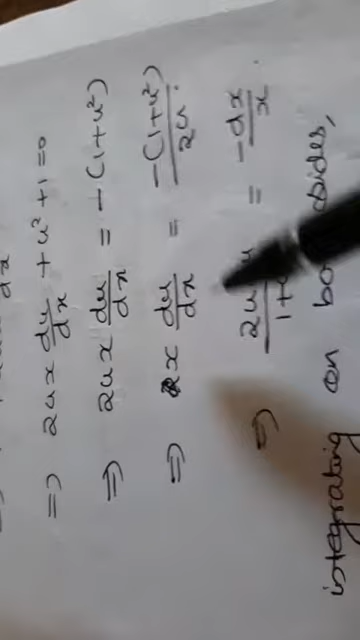 => 2ux du/dx + u² + 1 = 0
=> 2ux du/dx = -(1+u²)
=> x du/dx = -(1+u²)/2u.
=> = -dx/x.
integrating on sides,